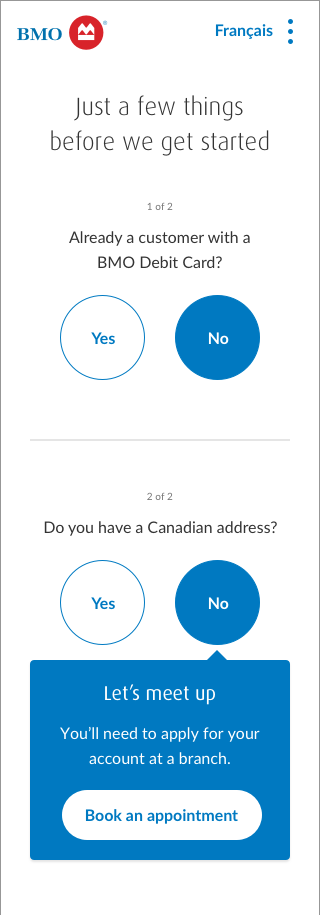 BMO
Français
Just a few things
before we get started
1 of 2
Already a customer with a
BMO Debit Card?
Yes
No
2 of 2
Do you have a Canadian address?
Yes
No
Let's meet up
You'll need to apply for your
account at a branch.
Book an appointment